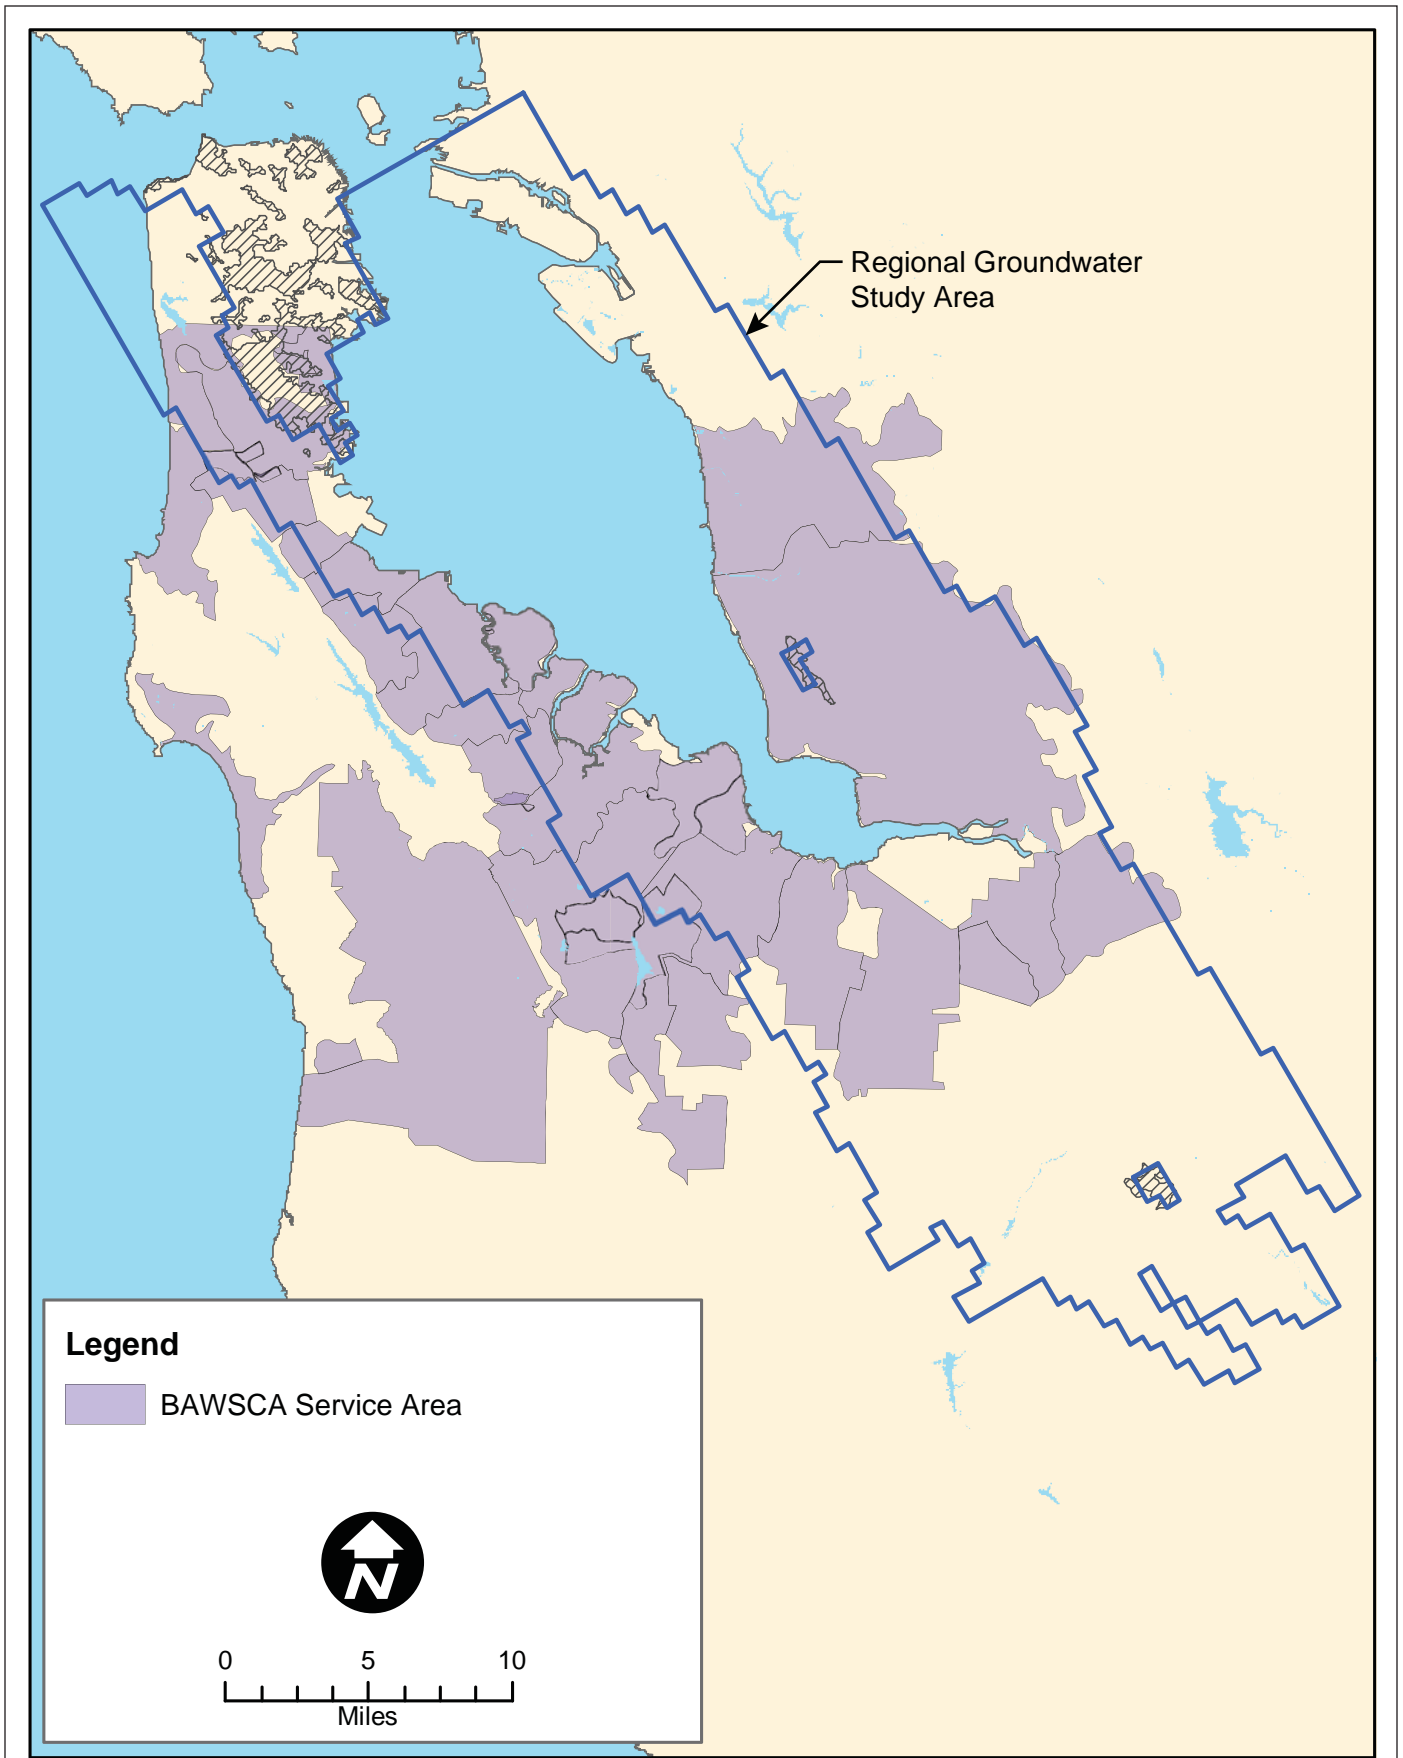 Regional Groundwater
Study Area
Legend
BAWSCA Service Area
N
0 5 10
Miles